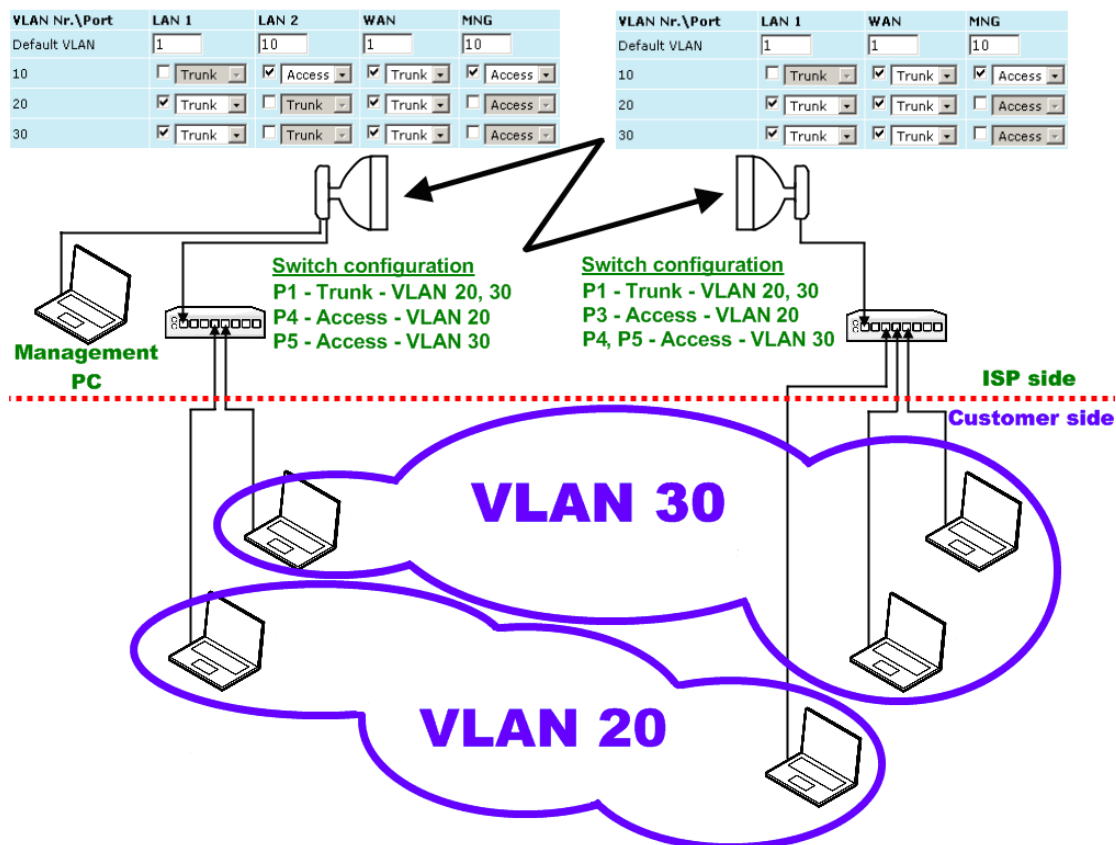 VLAN Nr.\Port LAN 1 LAN 2 WAN MNG
Default VLAN 1 10 1 10
10 Trunk Access Trunk Access
20 Trunk Trunk Trunk Access
30 Trunk Trunk Trunk Access
VLAN Nr.\Port LAN 1 WAN MNG
Default VLAN 1 1 10
10 Trunk Trunk Access
20 Trunk Trunk Access
30 Trunk Trunk Access
Switch configuration
P1 - Trunk - VLAN 20, 30
P4 - Access - VLAN 20
P5 - Access - VLAN 30
Switch configuration
P1 - Trunk - VLAN 20, 30
P3 - Access - VLAN 20
P4, P5 - Access - VLAN 30
Management
PC
ISP side
Customer side
VLAN 30
VLAN 20